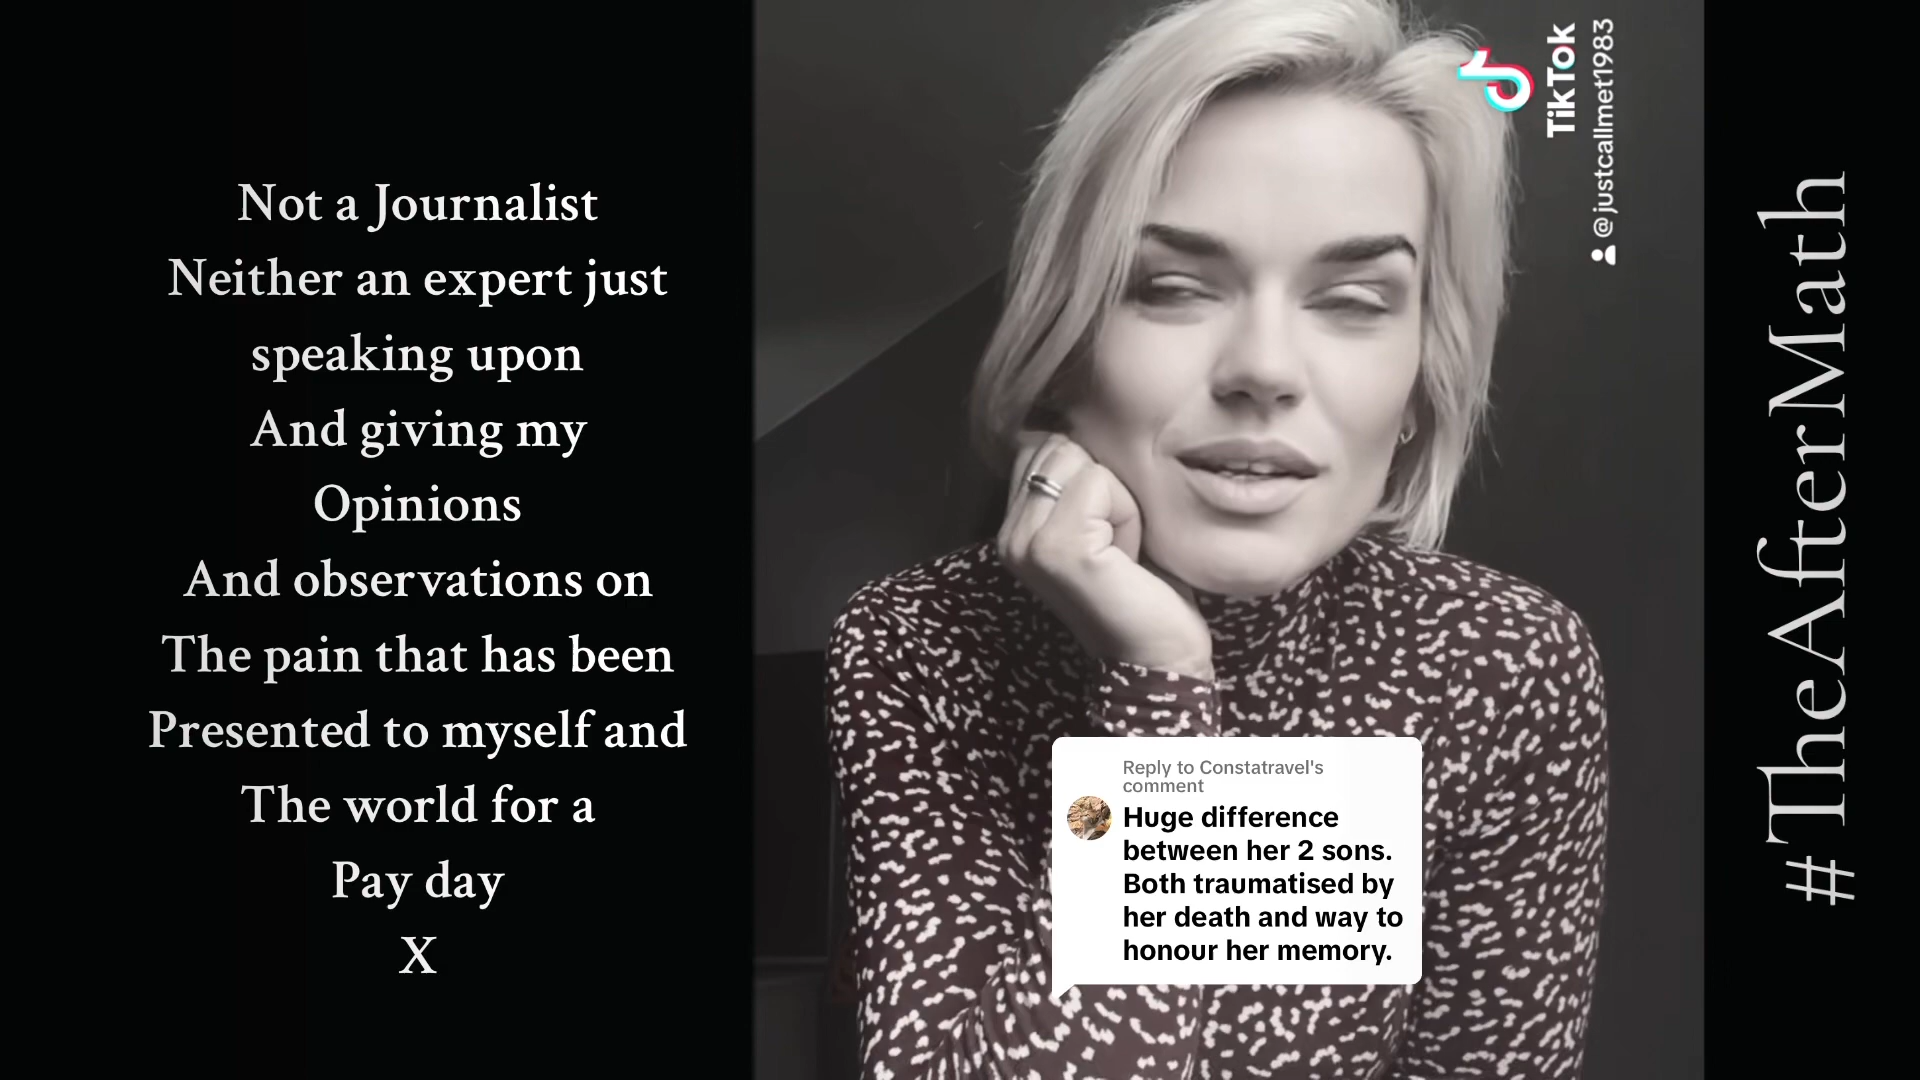 Not a Journalist
Neither an expert just
speaking upon
And giving my
Opinions
And observations on
The pain that has been
Presented to myself and
The world for a
Pay day
X
TikTok
@justcallmet1983
Reply to Constatravel's
comment
Huge difference
between her 2 sons.
Both traumatised by
her death and way to
honour her memory.
#TheAfterMath